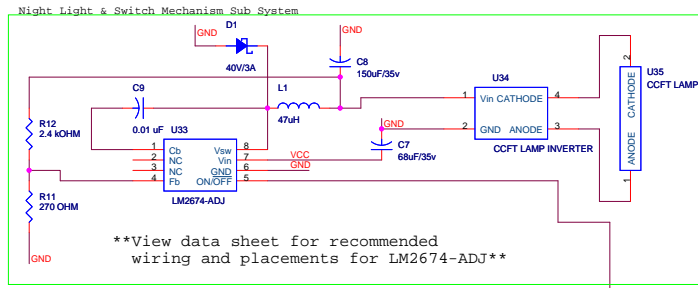 Night Light & Switch Mechanism Sub System
GND
D1
40V/3A
GND
C8
150uF/35v
C9
0.01 uF
L1
47uH
R12
2.4 kOHM
R11
270 OHM
GND
U33
1 Cb Vsw 8
2 NC Vin 7
3 NC GND 6
4 Fb ON/OFF 5
LM2674-ADJ
VCC
GND
GND
C7
68uF/35v
U34
1 Vin CATHODE 4
2 GND ANODE 3
CCFT LAMP INVERTER
U35
CCFT LAMP
2
CATHODE
ANODE
1
**View data sheet for recommended
wiring and placements for LM2674-ADJ**